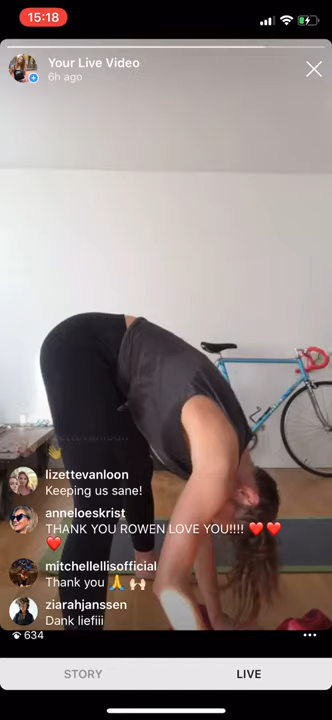 15:18
Your Live Video
6h ago
lizettevanloon
Keeping us sane!
anneloeskrist
THANK YOU ROWEN LOVE YOU!!!! ❤️❤️
❤️
mitchellellisofficial
Thank you 🙏 🙌🏻
ziarahjanssen
Dank liefiii
634
STORY
LIVE